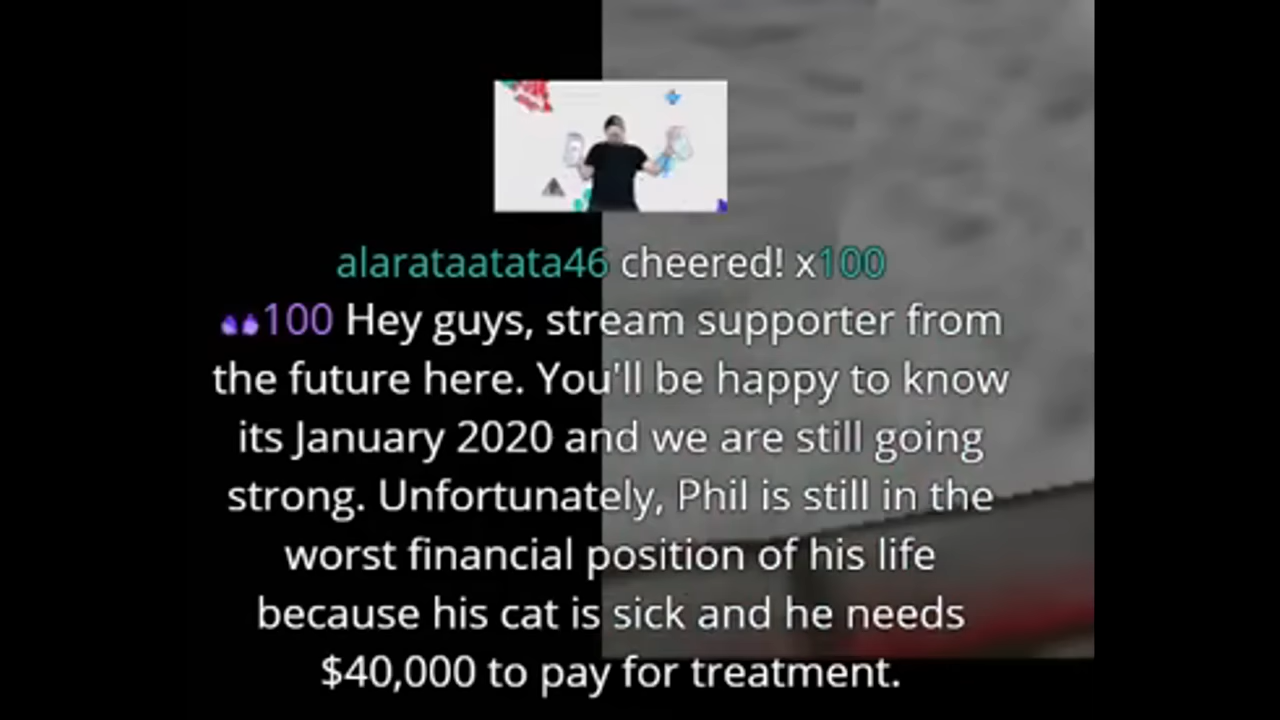 alarataatata46 cheered! x100
100 Hey guys, stream supporter from
the future here. You'll be happy to know
its January 2020 and we are still going
strong. Unfortunately, Phil is still in the
worst financial position of his life
because his cat is sick and he needs
$40,000 to pay for treatment.